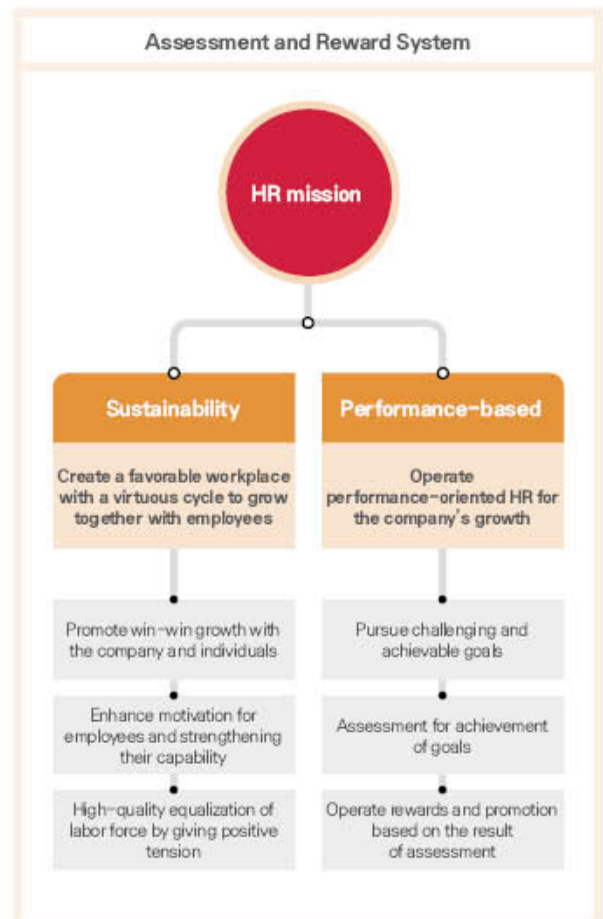 Assessment and Reward System
HR mission
Sustainability
Create a favorable workplace
with a virtuous cycle to grow
together with employees
Promote win-win growth with
the company and individuals
Enhance motivation for
employees and strengthening
their capability
High-quality equalization of
labor force by giving positive
tension
Performance-based
Operate
performance-oriented HR for
the company's growth
Pursue challenging and
achievable goals
Assessment for achievement
of goals
Operate rewards and promotion
based on the result
of assessment